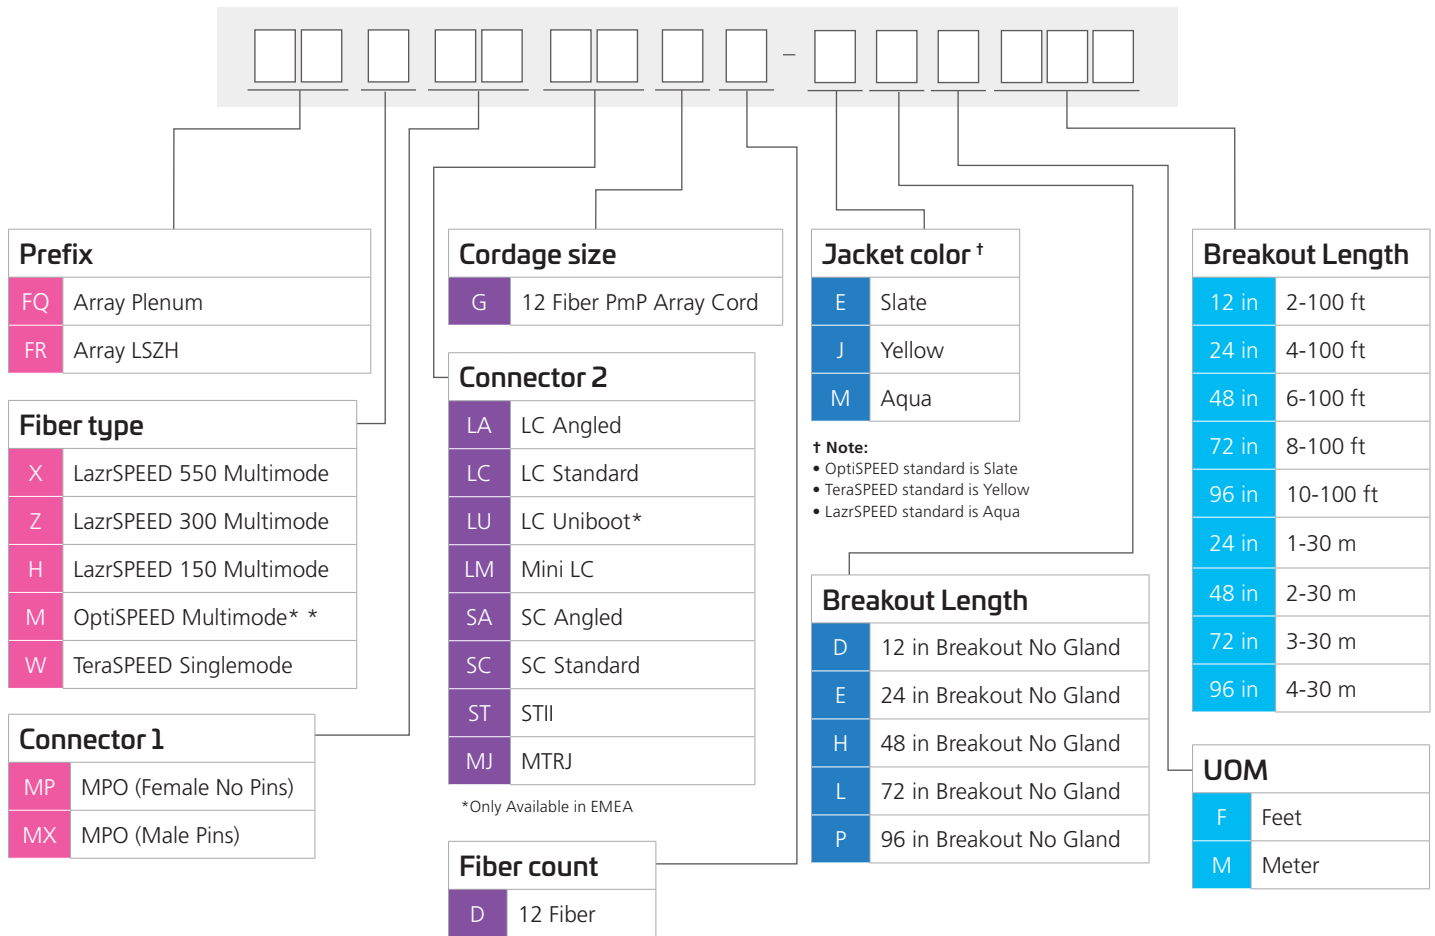 –
Prefix
FQ Array Plenum
FR Array LSZH
Fiber type
X LazrSPEED 550 Multimode
Z LazrSPEED 300 Multimode
H LazrSPEED 150 Multimode
M OptiSPEED Multimode* *
W TeraSPEED Singlemode
Connector 1
MP MPO (Female No Pins)
MX MPO (Male Pins)
Cordage size
G 12 Fiber PmP Array Cord
Connector 2
LA LC Angled
LC LC Standard
LU LC Uniboot*
LM Mini LC
SA SC Angled
SC SC Standard
ST STII
MJ MTRJ
*Only Available in EMEA
Fiber count
D 12 Fiber
Jacket color †
E Slate
J Yellow
M Aqua
† Note:
• OptiSPEED standard is Slate
• TeraSPEED standard is Yellow
• LazrSPEED standard is Aqua
Breakout Length
D 12 in Breakout No Gland
E 24 in Breakout No Gland
H 48 in Breakout No Gland
L 72 in Breakout No Gland
P 96 in Breakout No Gland
Breakout Length
12 in 2-100 ft
24 in 4-100 ft
48 in 6-100 ft
72 in 8-100 ft
96 in 10-100 ft
24 in 1-30 m
48 in 2-30 m
72 in 3-30 m
96 in 4-30 m
UOM
F Feet
M Meter